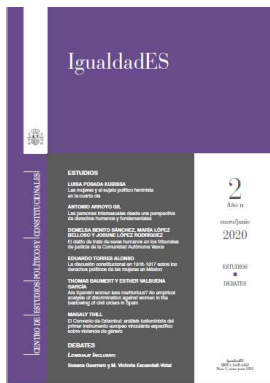 IgualdadES
CENTRO DE ESTUDIOS POLÍTICOS Y CONSTITUCIONALES
ESTUDIOS
LUISA POSADA KUBISSA
Las mujeres y el sujeto político feminista
en la cuarta ola
ANTONIO ARROYO GIL
Las personas intersexuales desde una perspectiva
de derechos humanos y fundamentales
DEMELSA BENITO SÁNCHEZ, MARÍA LÓPEZ
BELLOSO Y JOSUNE LÓPEZ RODRÍGUEZ
El delito de trata de seres humanos en los tribunales
de justicia de la Comunidad Autónoma Vasca
EDUARDO TORRES ALONSO
La discusión constitucional en 1916-1917 sobre los
derechos políticos de las mujeres en México
THOMAS BAUMERT Y ESTHER VALBUENA
GARCÍA
Are Spanish women less meritorious? An empirical
analysis of discrimination against women in the
bestowing of civil orders in Spain
MAGALY THILL
El Convenio de Estambul: análisis iusfeminista del
primer instrumento europeo vinculante específico
sobre violencia de género
DEBATES
LENGUAJE INCLUSIVO
Susana Guerrero y M. Victoria Escandell-Vidal
2
Año II
enero/junio
2020
ESTUDIOS
DEBATES
IgualdadES